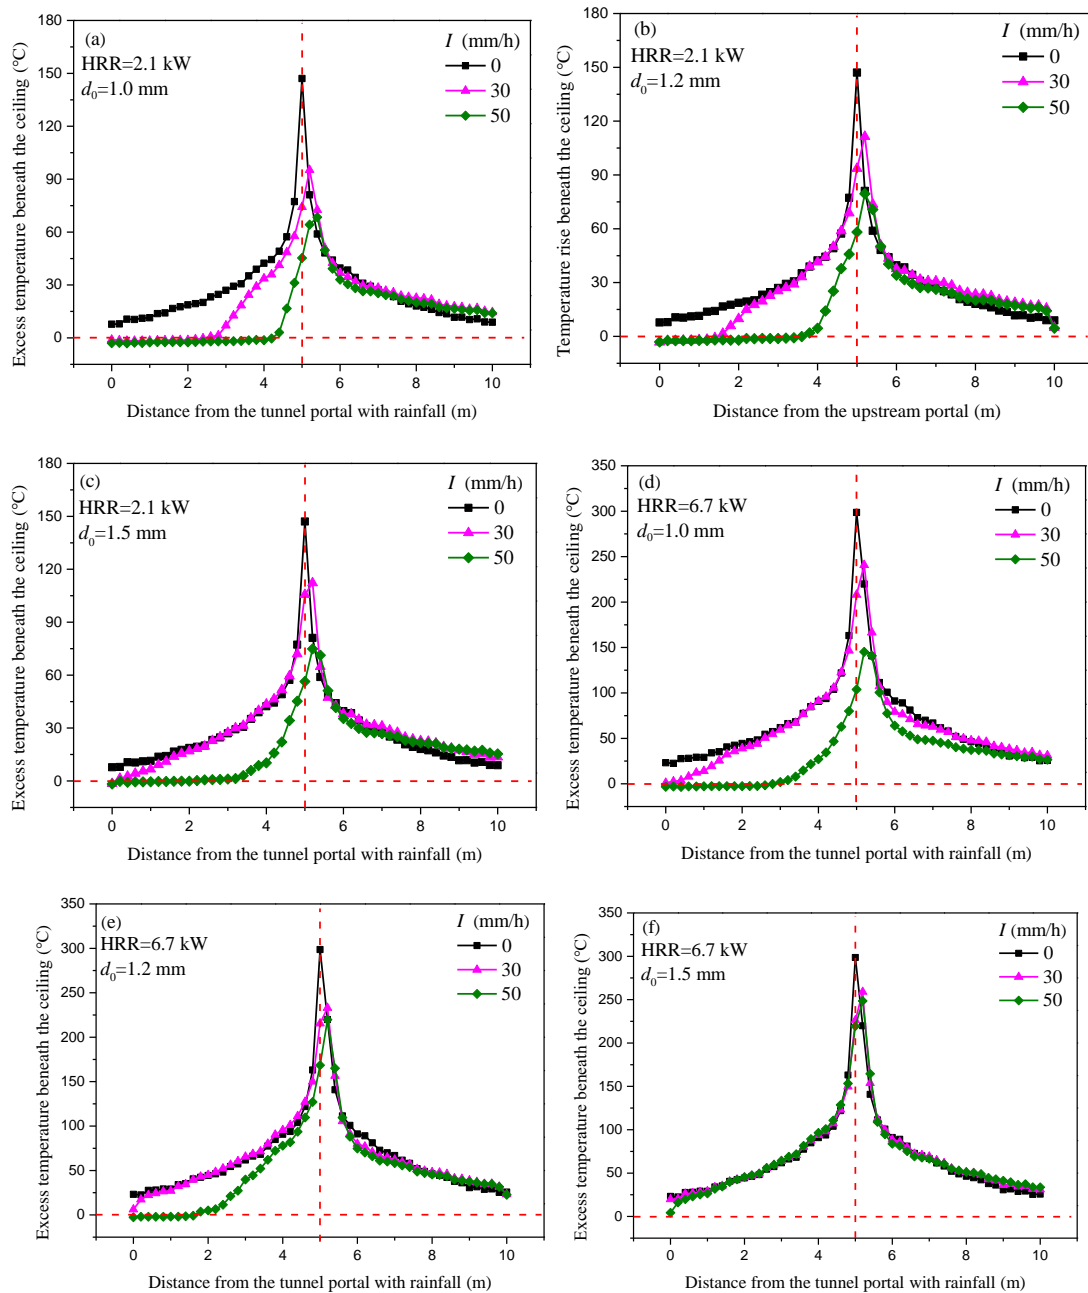 (a)
HRR=2.1 kW
d0=1.0 mm
I (mm/h)
0
30
50
Excess temperature beneath the ceiling (°C)
180
150
120
90
60
30
0
0 2 4 6 8 10
Distance from the tunnel portal with rainfall (m)
(b)
HRR=2.1 kW
d0=1.2 mm
I (mm/h)
0
30
50
Temperature rise beneath the ceiling (°C)
180
150
120
90
60
30
0
0 2 4 6 8 10
Distance from the upstream portal (m)
(c)
HRR=2.1 kW
d0=1.5 mm
I (mm/h)
0
30
50
Excess temperature beneath the ceiling (°C)
180
150
120
90
60
30
0
0 2 4 6 8 10
Distance from the tunnel portal with rainfall (m)
(d)
HRR=6.7 kW
d0=1.0 mm
I (mm/h)
0
30
50
Excess temperature beneath the ceiling (°C)
350
300
250
200
150
100
50
0
0 2 4 6 8 10
Distance from the tunnel portal with rainfall (m)
(e)
HRR=6.7 kW
d0=1.2 mm
I (mm/h)
0
30
50
Excess temperature beneath the ceiling (°C)
350
300
250
200
150
100
50
0
0 2 4 6 8 10
Distance from the tunnel portal with rainfall (m)
(f)
HRR=6.7 kW
d0=1.5 mm
I (mm/h)
0
30
50
Excess temperature beneath the ceiling (°C)
350
300
250
200
150
100
50
0
0 2 4 6 8 10
Distance from the tunnel portal with rainfall (m)